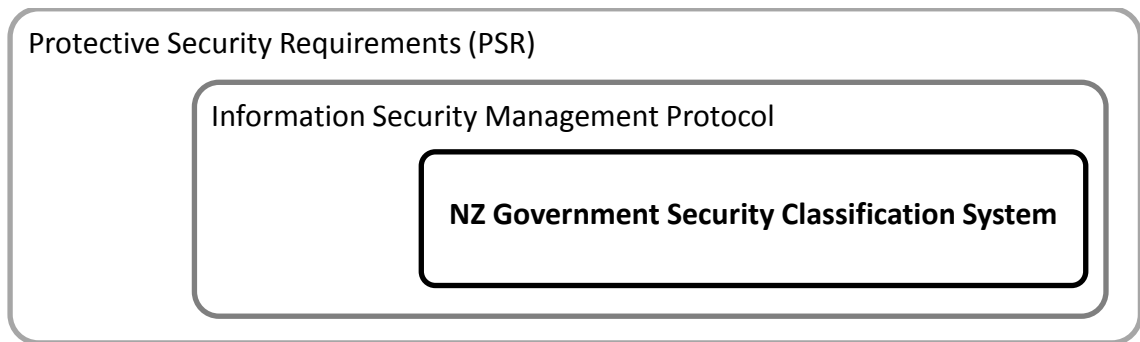 Protective Security Requirements (PSR)
Information Security Management Protocol
NZ Government Security Classification System